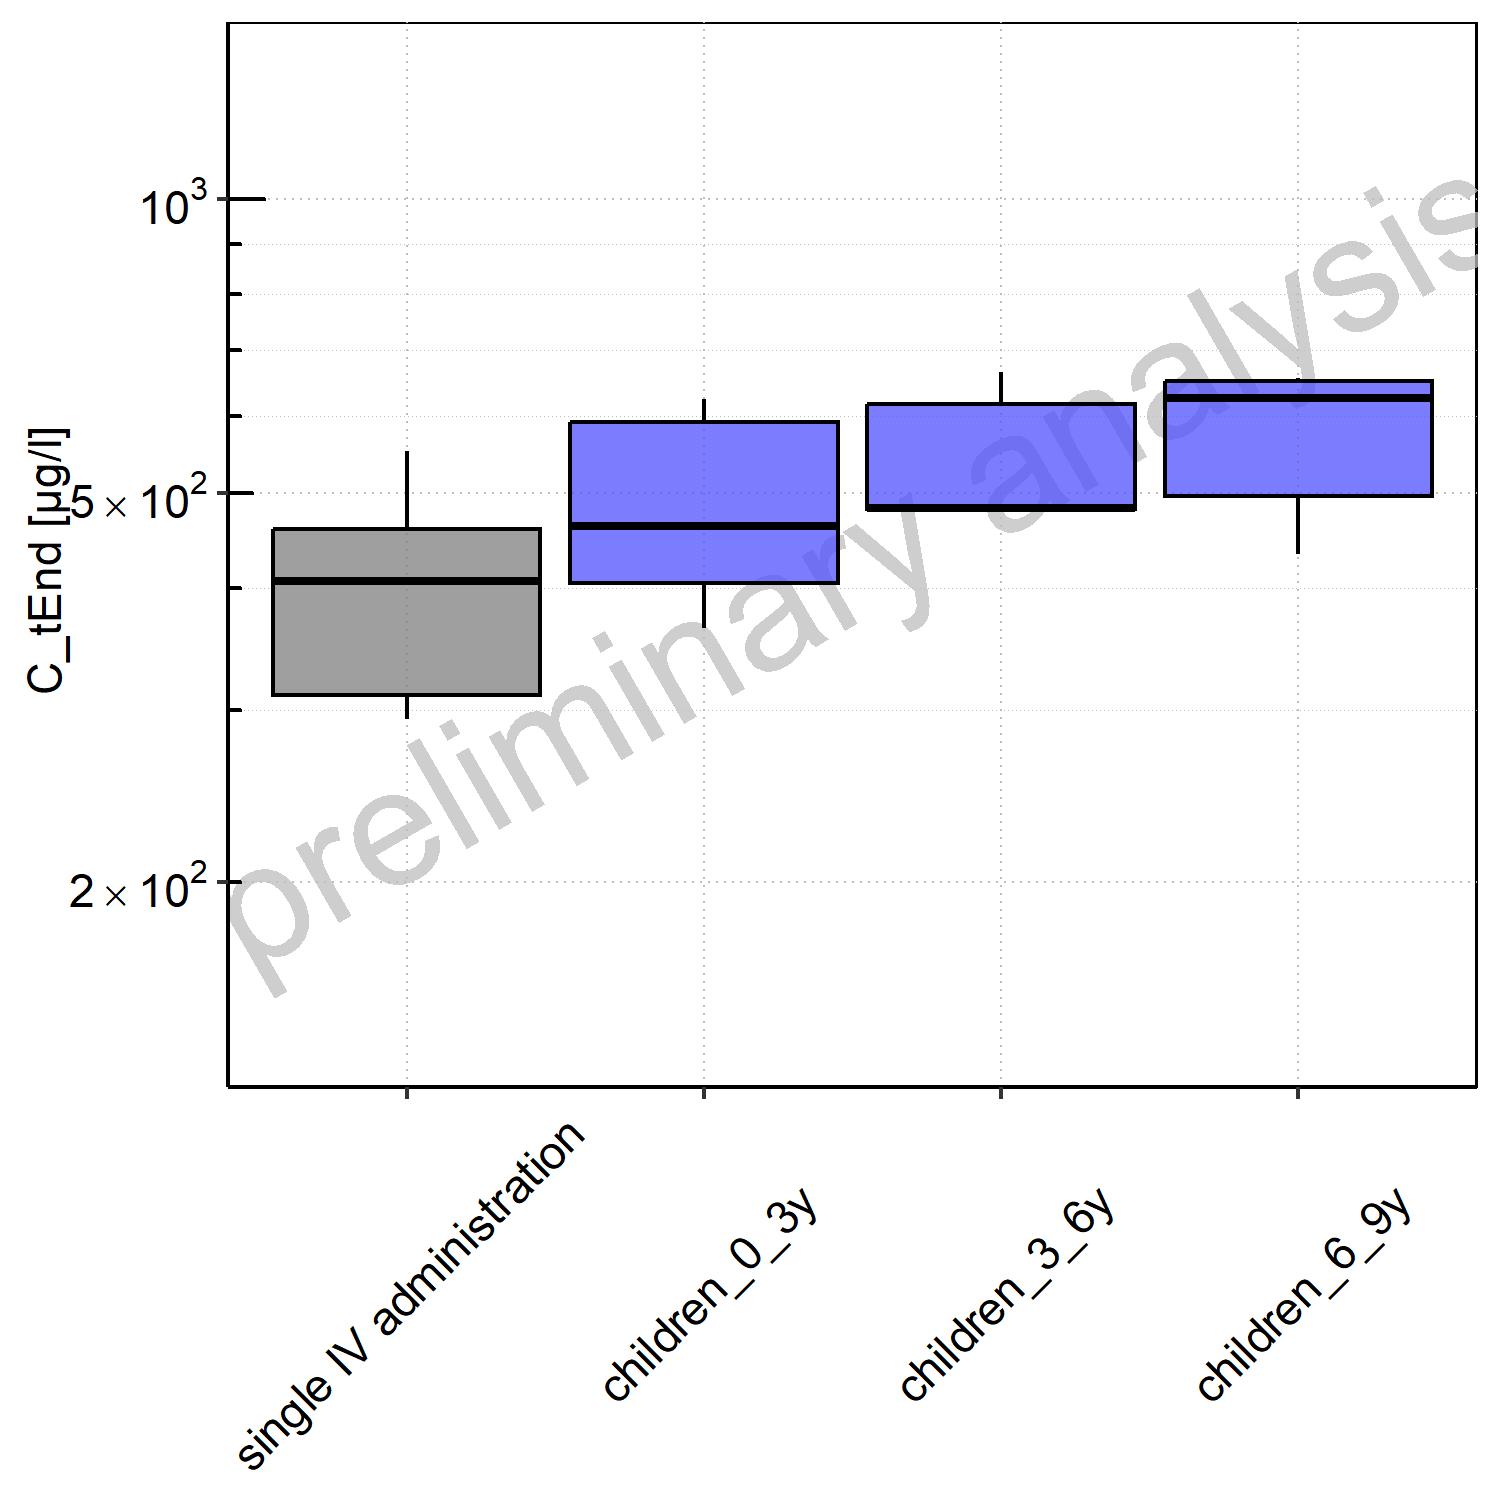 10³
5 × 10²
2 × 10²
C_tEnd [µg/l]
preliminary analysis
single IV administration
children_0_3y
children_3_6y
children_6_9y